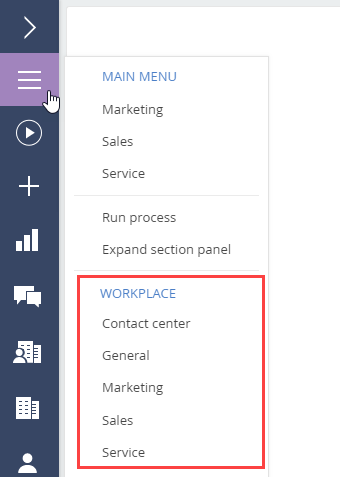 MAIN MENU
Marketing
Sales
Service
Run process
Expand section panel
WORKPLACE
Contact center
General
Marketing
Sales
Service